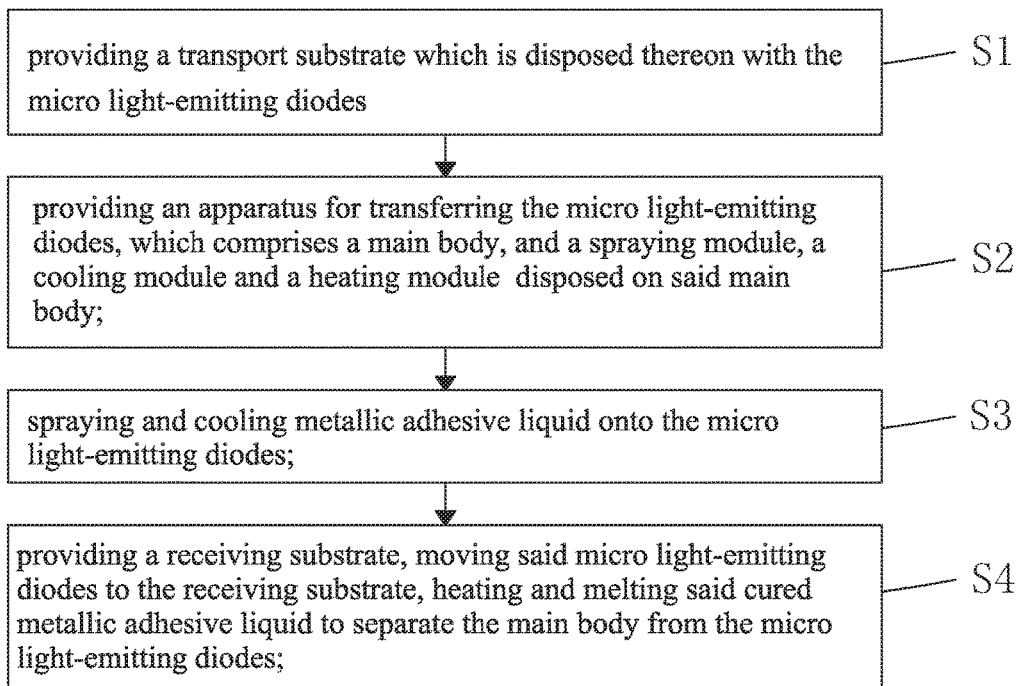 providing a transport substrate which is disposed thereon with the
micro light-emitting diodes
S1
providing an apparatus for transferring the micro light-emitting
diodes, which comprises a main body, and a spraying module, a
cooling module and a heating module disposed on said main
body;
S2
spraying and cooling metallic adhesive liquid onto the micro
light-emitting diodes;
S3
providing a receiving substrate, moving said micro light-emitting
diodes to the receiving substrate, heating and melting said cured
metallic adhesive liquid to separate the main body from the micro
light-emitting diodes;
S4